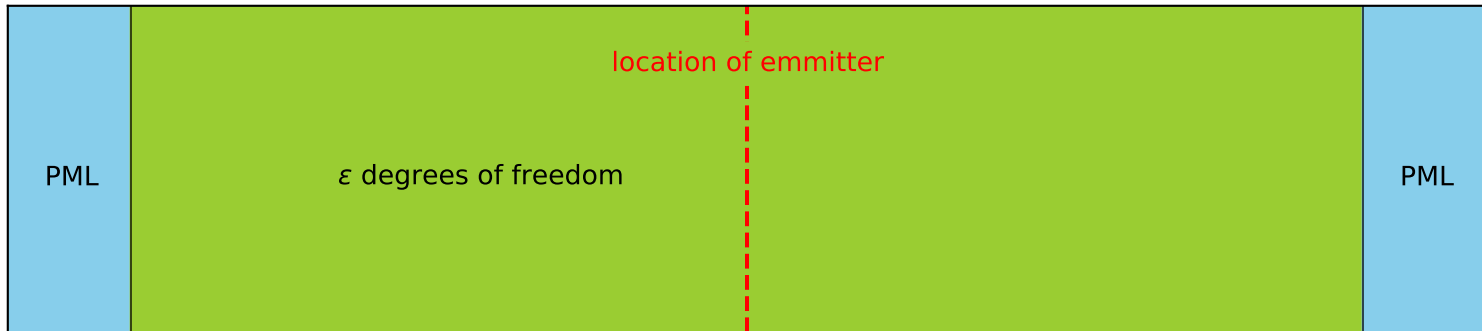 location of emmitter
PML
ε degrees of freedom
PML